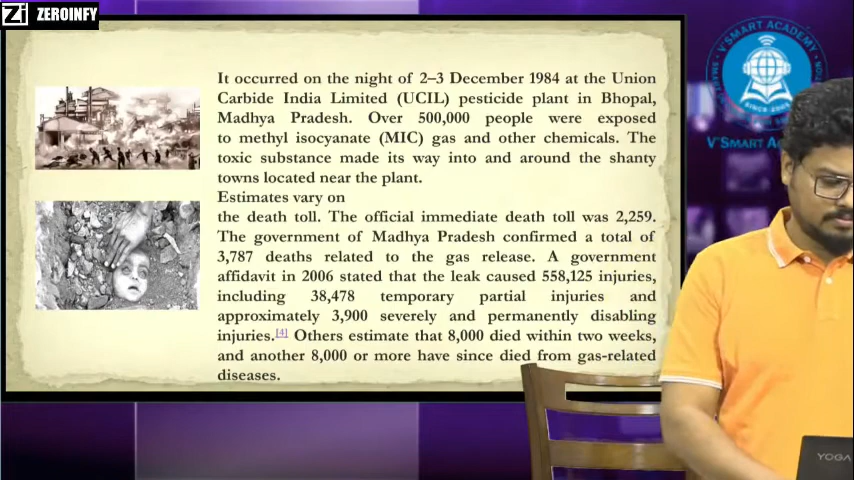 Zi ZEROINFY
It occurred on the night of 2–3 December 1984 at the Union
Carbide India Limited (UCIL) pesticide plant in Bhopal,
Madhya Pradesh. Over 500,000 people were exposed
to methyl isocyanate (MIC) gas and other chemicals. The
toxic substance made its way into and around the shanty
towns located near the plant.
Estimates vary on
the death toll. The official immediate death toll was 2,259.
The government of Madhya Pradesh confirmed a total of
3,787 deaths related to the gas release. A government
affidavit in 2006 stated that the leak caused 558,125 injuries,
including 38,478 temporary partial injuries and
approximately 3,900 severely and permanently disabling
injuries.[4] Others estimate that 8,000 died within two weeks,
and another 8,000 or more have since died from gas-related
diseases.
V'SMART ACADEMY
V'SMART A
YOGA